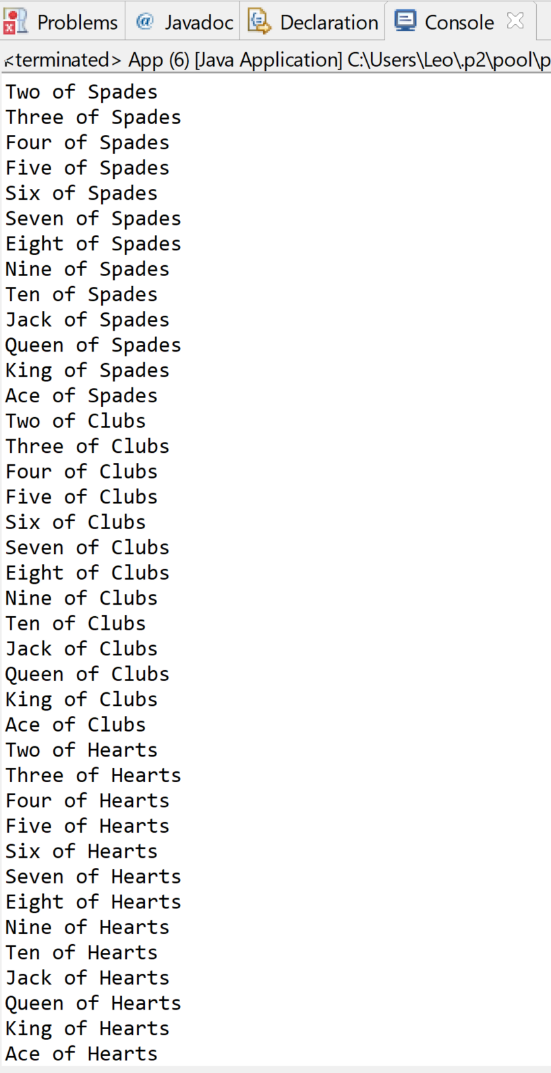 Problems @ Javadoc Declaration Console
<terminated> App (6) [Java Application] C:\Users\Leo\.p2\pool\p
Two of Spades
Three of Spades
Four of Spades
Five of Spades
Six of Spades
Seven of Spades
Eight of Spades
Nine of Spades
Ten of Spades
Jack of Spades
Queen of Spades
King of Spades
Ace of Spades
Two of Clubs
Three of Clubs
Four of Clubs
Five of Clubs
Six of Clubs
Seven of Clubs
Eight of Clubs
Nine of Clubs
Ten of Clubs
Jack of Clubs
Queen of Clubs
King of Clubs
Ace of Clubs
Two of Hearts
Three of Hearts
Four of Hearts
Five of Hearts
Six of Hearts
Seven of Hearts
Eight of Hearts
Nine of Hearts
Ten of Hearts
Jack of Hearts
Queen of Hearts
King of Hearts
Ace of Hearts